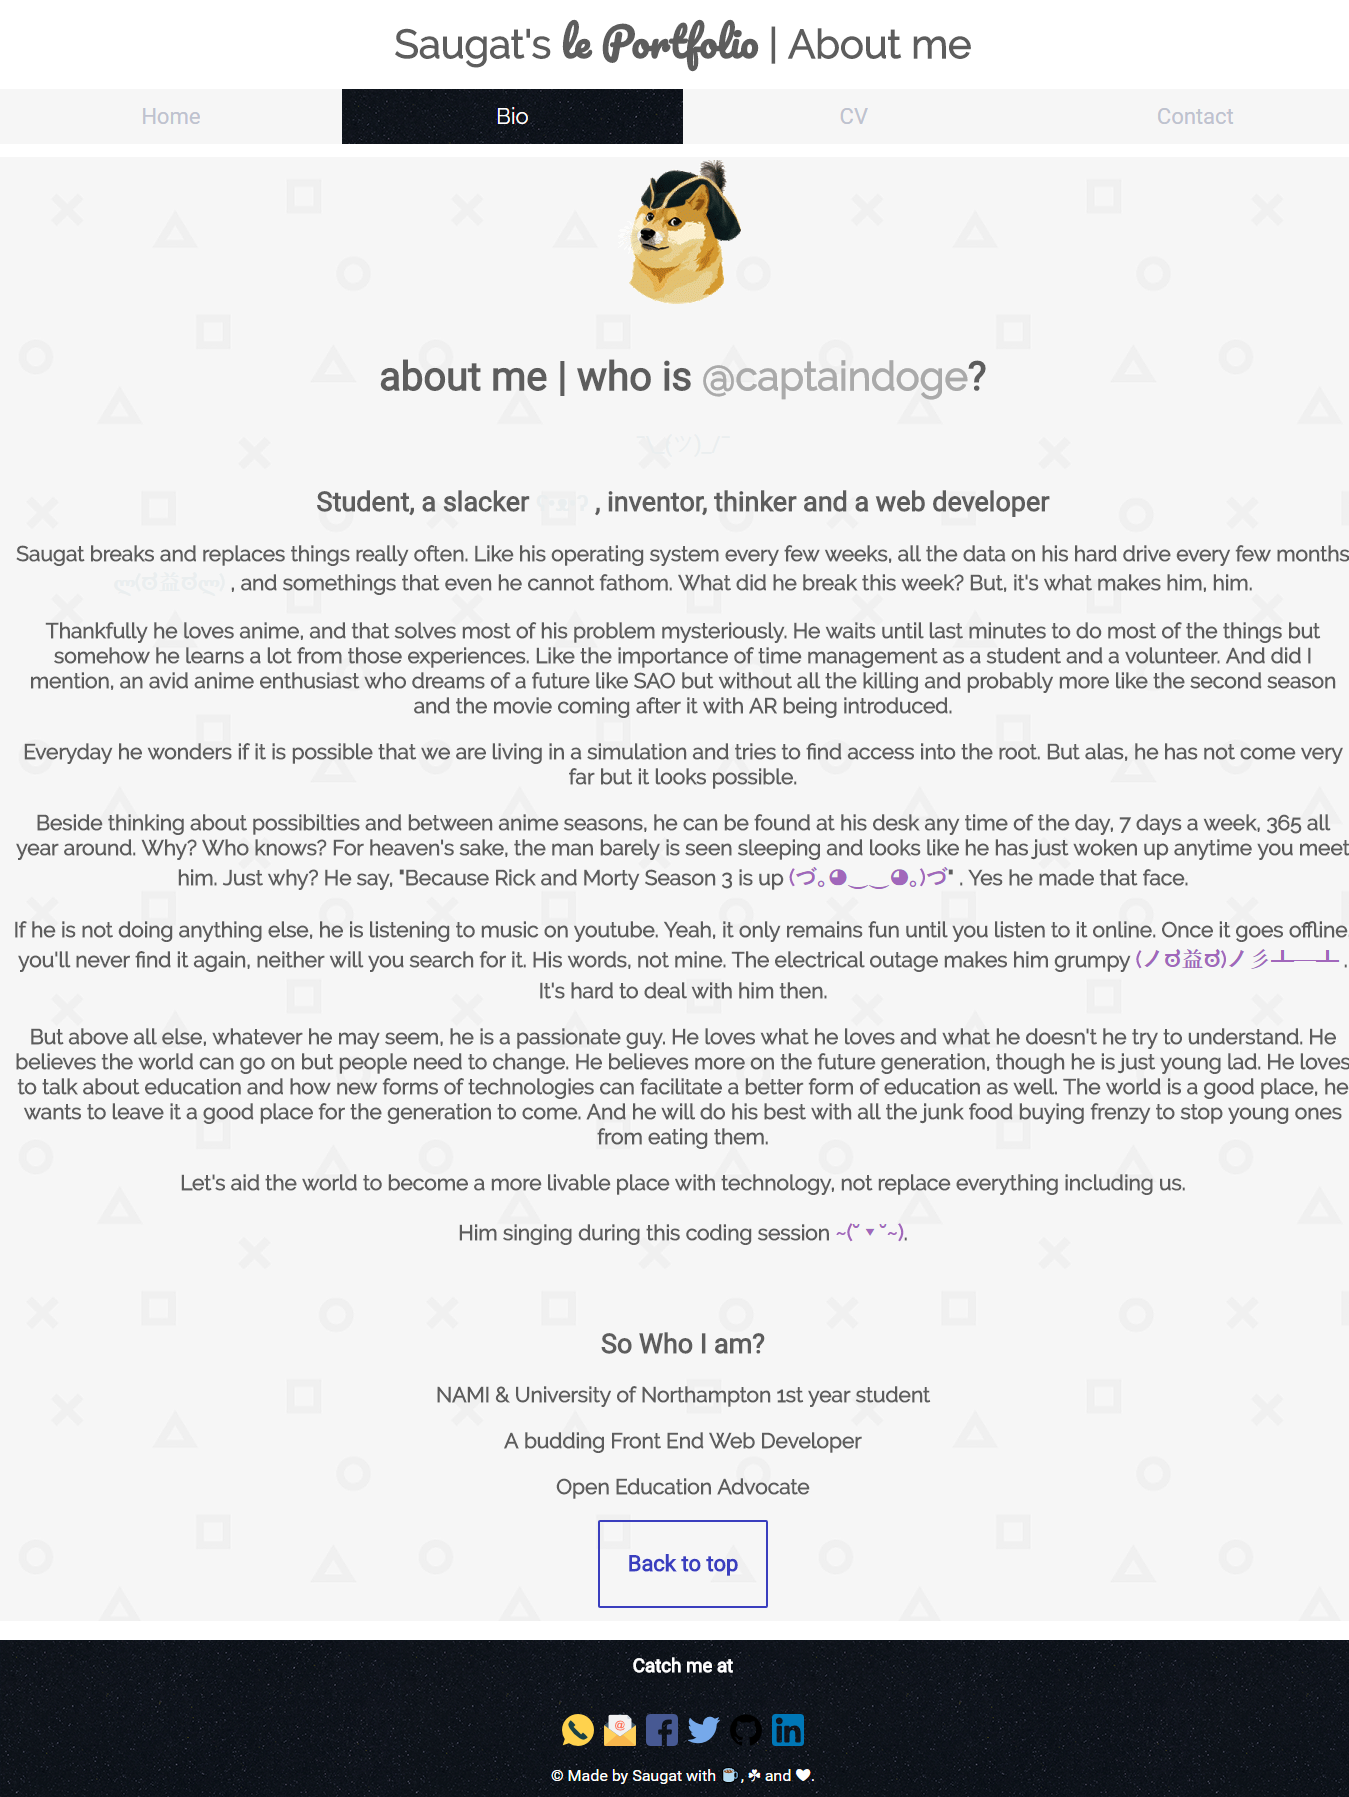 Saugat's le Portfolio | About me
Home Bio CV Contact
about me | who is @captaindoge?
¯\_(ツ)_/¯
Student, a slacker , inventor, thinker and a web developer
Saugat breaks and replaces things really often. Like his operating system every few weeks, all the data on his hard drive every few months
ლ(ಠ益ಠლ) , and somethings that even he cannot fathom. What did he break this week? But, it's what makes him, him.
Thankfully he loves anime, and that solves most of his problem mysteriously. He waits until last minutes to do most of the things but
somehow he learns a lot from those experiences. Like the importance of time management as a student and a volunteer. And did I
mention, an avid anime enthusiast who dreams of a future like SAO but without all the killing and probably more like the second season
and the movie coming after it with AR being introduced.
Everyday he wonders if it is possible that we are living in a simulation and tries to find access into the root. But alas, he has not come very
far but it looks possible.
Beside thinking about possibilties and between anime seasons, he can be found at his desk any time of the day, 7 days a week, 365 all
year around. Why? Who knows? For heaven's sake, the man barely is seen sleeping and looks like he has just woken up anytime you meet
him. Just why? He say, "Because Rick and Morty Season 3 is up (づ｡◕‿‿◕｡)づ" . Yes he made that face.
If he is not doing anything else, he is listening to music on youtube. Yeah, it only remains fun until you listen to it online. Once it goes offline,
you'll never find it again, neither will you search for it. His words, not mine. The electrical outage makes him grumpy (ノಠ益ಠ)ノ彡┻━┻ .
It's hard to deal with him then.
But above all else, whatever he may seem, he is a passionate guy. He loves what he loves and what he doesn't he try to understand. He
believes the world can go on but people need to change. He believes more on the future generation, though he is just young lad. He loves
to talk about education and how new forms of technologies can facilitate a better form of education as well. The world is a good place, he
wants to leave it a good place for the generation to come. And he will do his best with all the junk food buying frenzy to stop young ones
from eating them.
Let's aid the world to become a more livable place with technology, not replace everything including us.
Him singing during this coding session ~(˘▾˘~).
So Who I am?
NAMI & University of Northampton 1st year student
A budding Front End Web Developer
Open Education Advocate
Back to top
Catch me at
© Made by Saugat with ☕, ☘ and ♥.